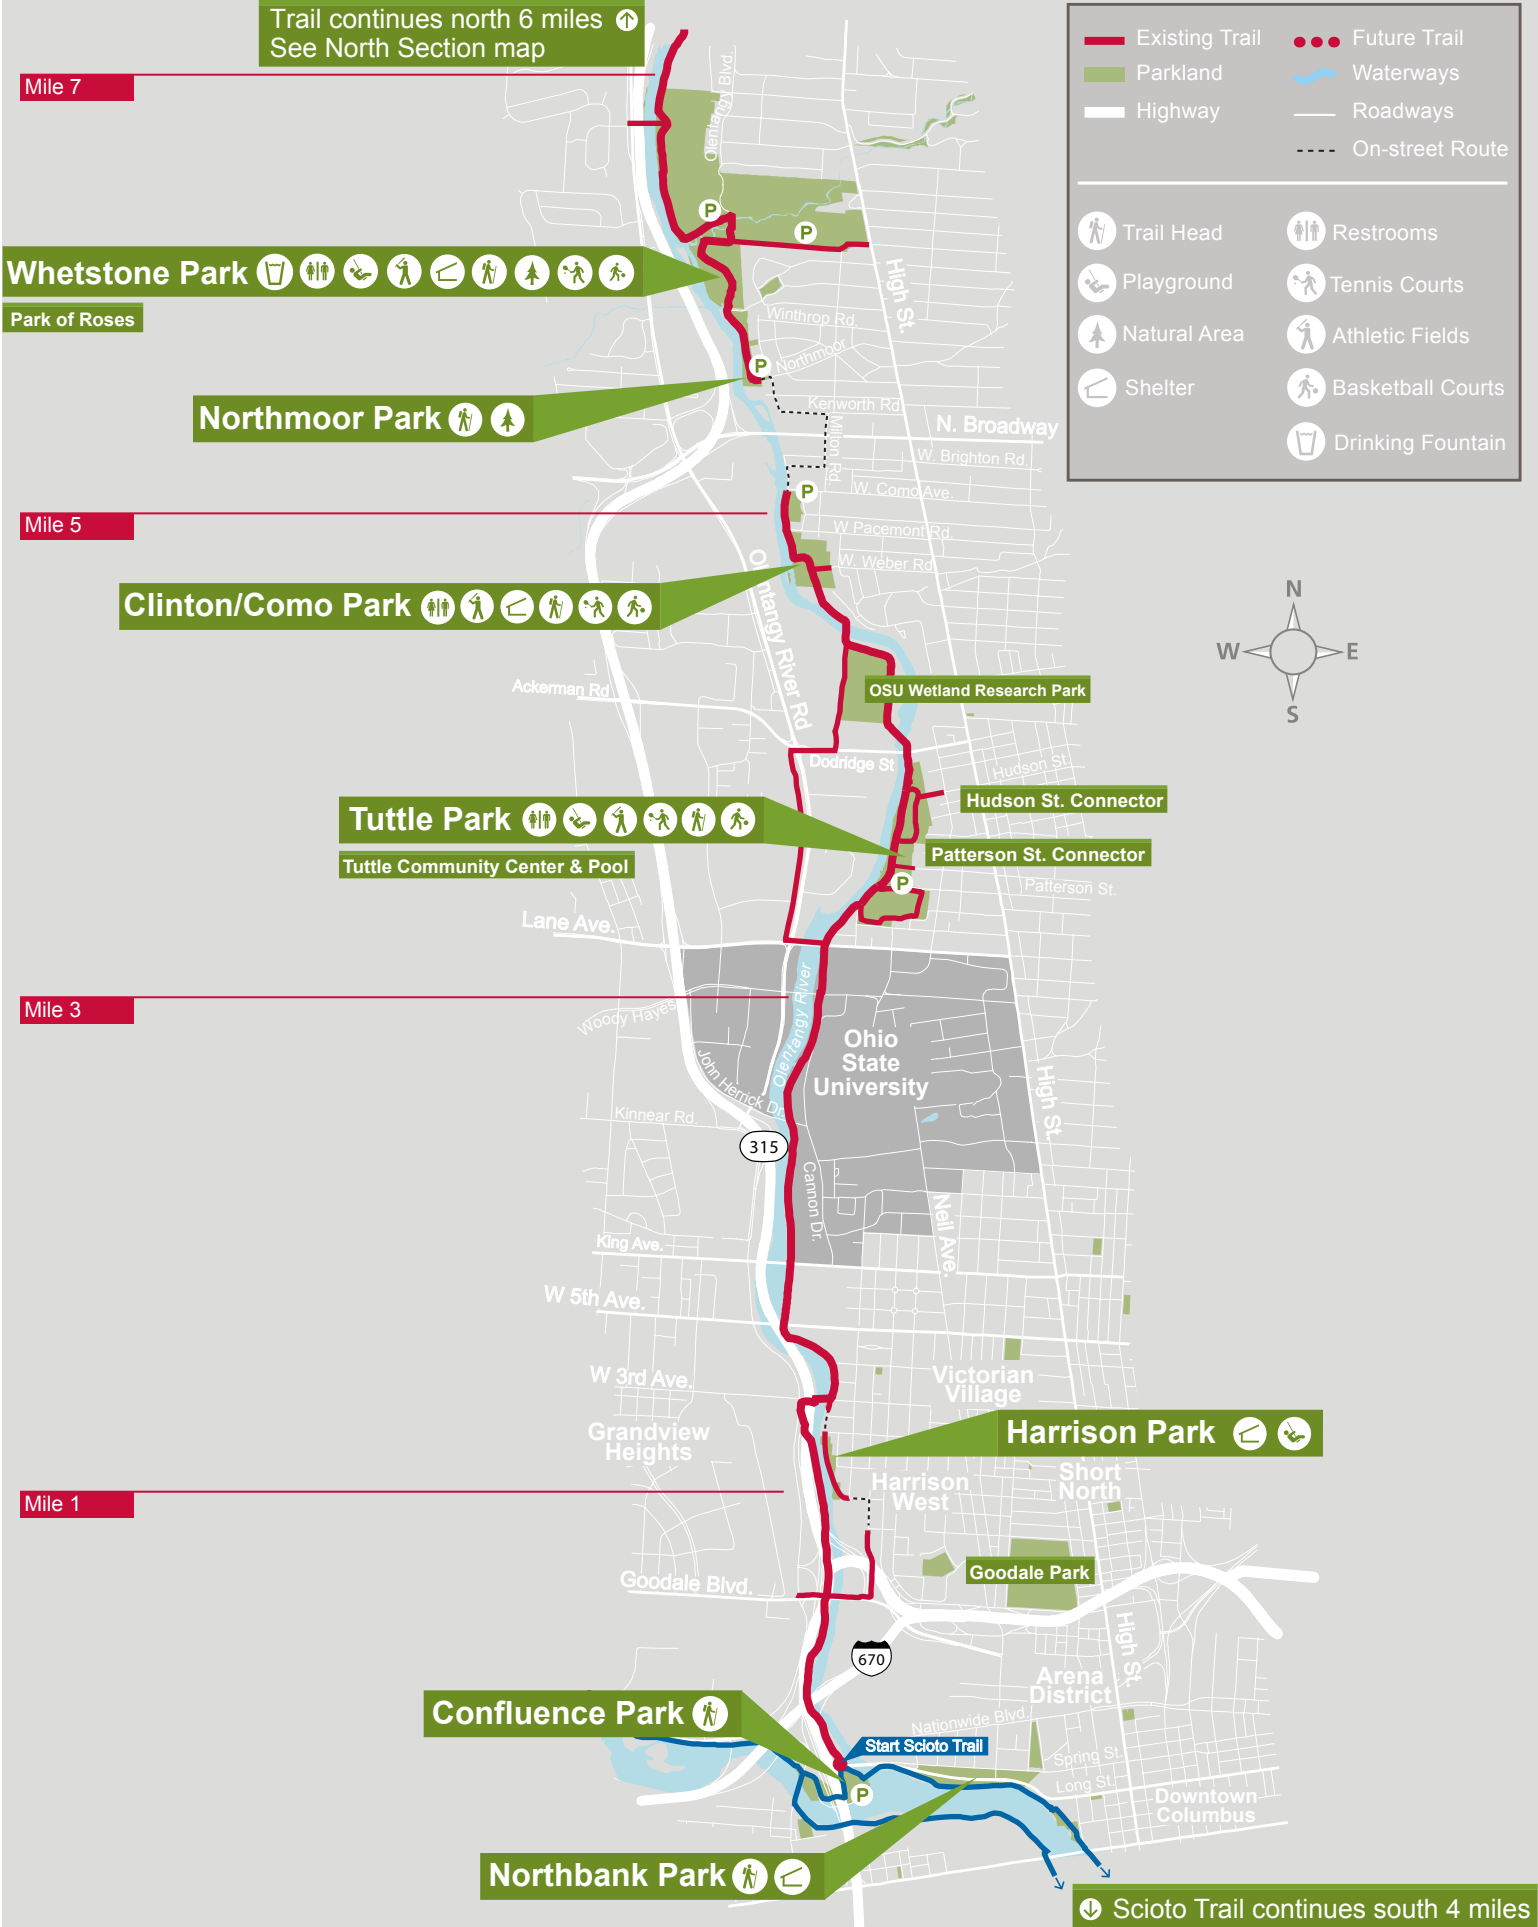 Trail continues north 6 miles
See North Section map
Existing Trail
Future Trail
Parkland
Waterways
Highway
Roadways
On-street Route
Trail Head
Restrooms
Playground
Tennis Courts
Natural Area
Athletic Fields
Shelter
Basketball Courts
Drinking Fountain
Mile 7
Olentangy Blvd.
P
P
High St.
Whetstone Park
Park of Roses
Winthrop Rd.
Northmoor
P
Northmoor Park
Kenworth Rd.
Milton Rd.
N. Broadway
W. Brighton Rd.
W. Como Ave.
P
Mile 5
W Pacemont Rd.
W. Weber Rd.
Clinton/Como Park
Olentangy River Rd
N
W
E
S
OSU Wetland Research Park
Ackerman Rd
Dodridge St
Hudson St.
Hudson St. Connector
Tuttle Park
Tuttle Community Center & Pool
Patterson St. Connector
P
Patterson St.
Lane Ave.
Mile 3
Woody Hayes
Olentangy River
Ohio
State
University
John Herrick Dr.
High St.
Kinnear Rd.
315
Cannon Dr.
Neil Ave.
King Ave.
W 5th Ave.
W 3rd Ave.
Victorian
Village
Grandview
Heights
Harrison Park
Harrison
West
Short
North
Mile 1
Goodale Park
Goodale Blvd.
High St.
670
Arena
District
Confluence Park
Nationwide Blvd.
Start Scioto Trail
Spring St.
Long St.
P
Downtown
Columbus
Northbank Park
Scioto Trail continues south 4 miles